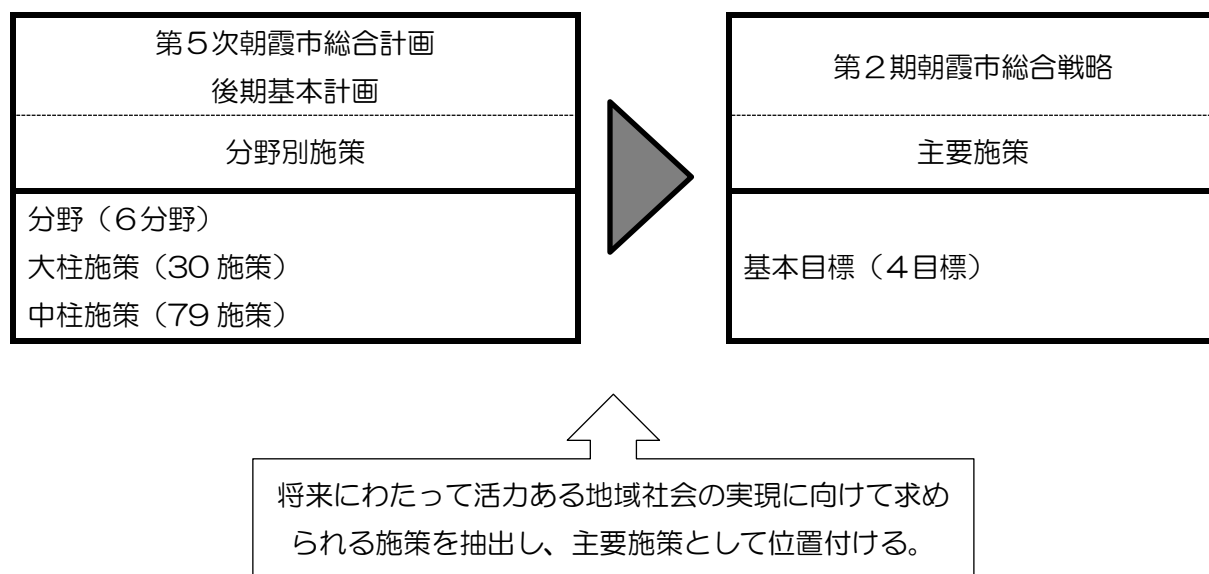 第５次朝霞市総合計画
後期基本計画
分野別施策
分野（６分野）
大柱施策（30 施策）
中柱施策（79 施策）
第２期朝霞市総合戦略
主要施策
基本目標（４目標）
将来にわたって活力ある地域社会の実現に向けて求め
られる施策を抽出し、主要施策として位置付ける。